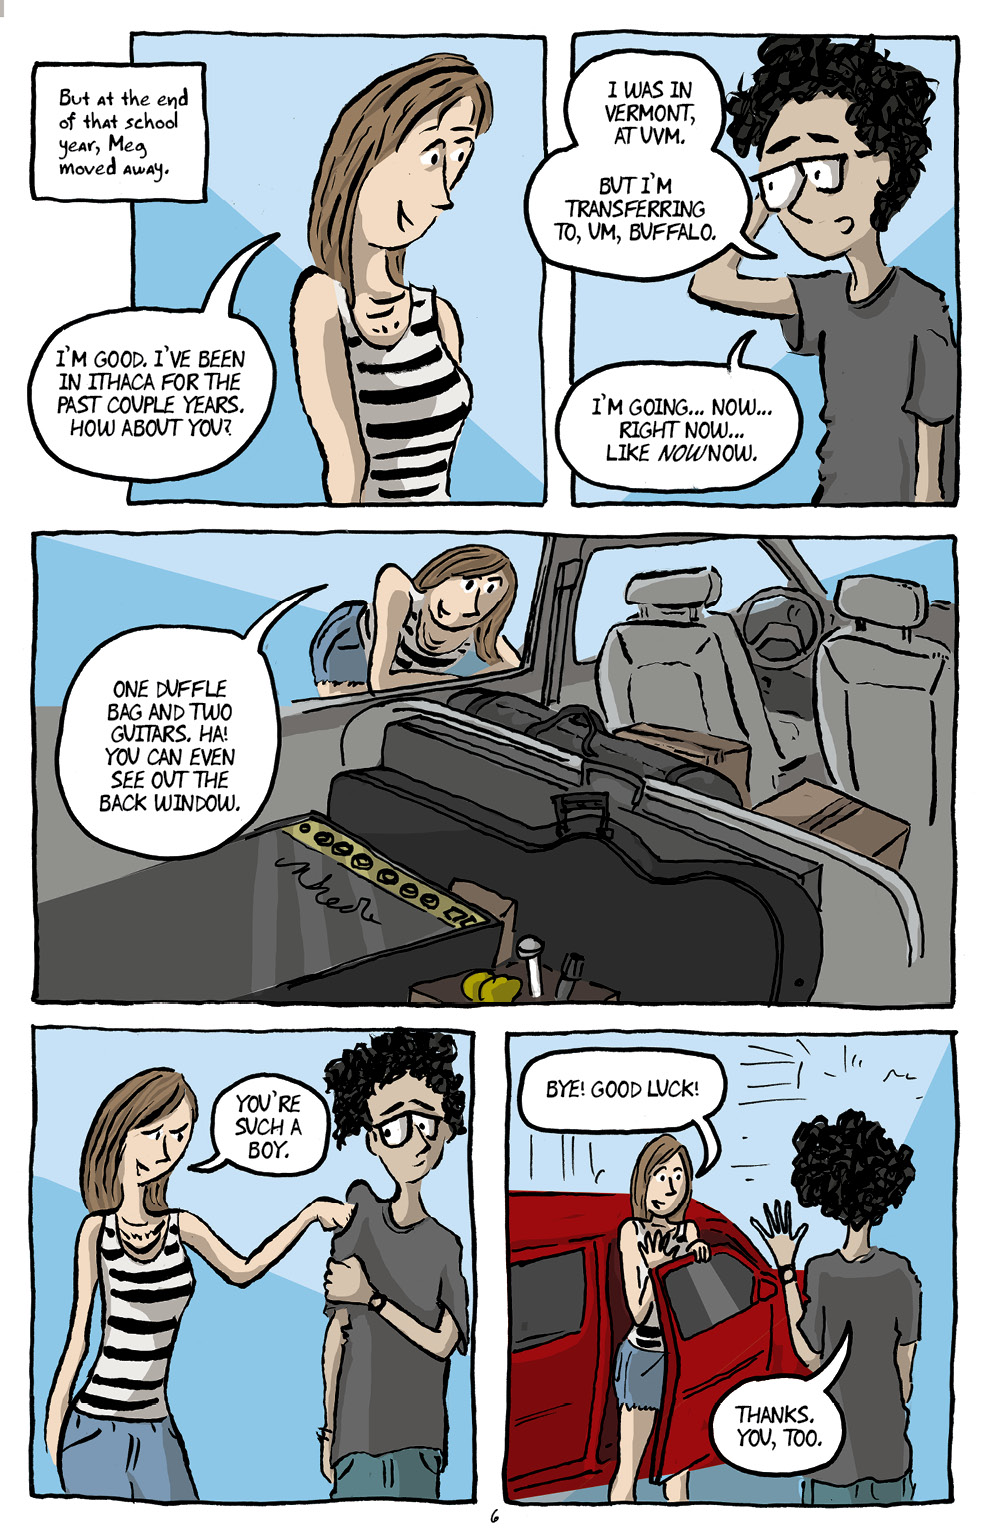 But at the end
of that school
year, Meg
moved away.
I'M GOOD. I'VE BEEN
IN ITHACA FOR THE
PAST COUPLE YEARS.
HOW ABOUT YOU?
I WAS IN
VERMONT,
AT UVM.
BUT I'M
TRANSFERRING
TO, UM, BUFFALO.
I'M GOING... NOW...
RIGHT NOW...
LIKE NOWNOW.
ONE DUFFLE
BAG AND TWO
GUITARS. HA!
YOU CAN EVEN
SEE OUT THE
BACK WINDOW.
YOU'RE
SUCH A
BOY.
BYE! GOOD LUCK!
THANKS.
YOU, TOO.
6